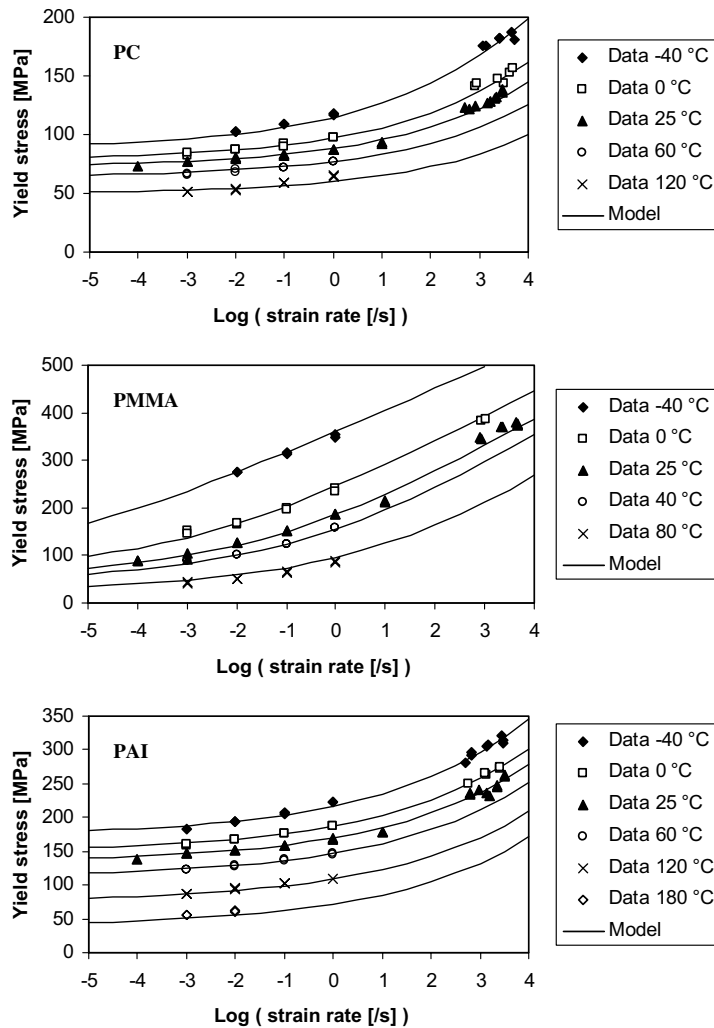 PC
Yield stress [MPa]
200
150
100
50
0
-5 -4 -3 -2 -1 0 1 2 3 4
Log ( strain rate [/s] )
Data -40 °C
Data 0 °C
Data 25 °C
Data 60 °C
Data 120 °C
Model
PMMA
Yield stress [MPa]
500
400
300
200
100
0
-5 -4 -3 -2 -1 0 1 2 3 4
Log ( strain rate [/s] )
Data -40 °C
Data 0 °C
Data 25 °C
Data 40 °C
Data 80 °C
Model
PAI
Yield stress [MPa]
350
300
250
200
150
100
50
0
-5 -4 -3 -2 -1 0 1 2 3 4
Log ( strain rate [/s] )
Data -40 °C
Data 0 °C
Data 25 °C
Data 60 °C
Data 120 °C
Data 180 °C
Model